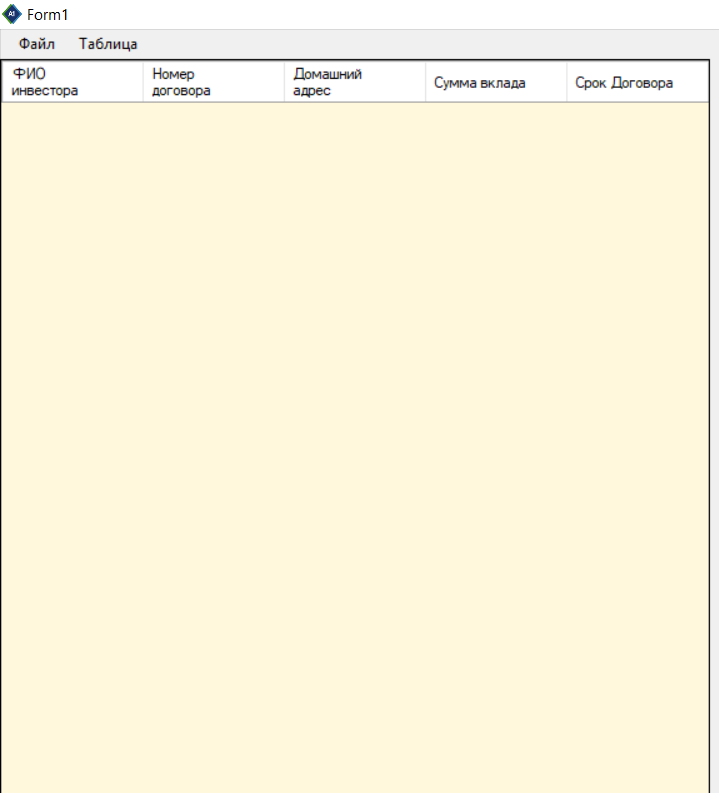 Form1
Файл Таблица
ФИО инвестора
Номер договора
Домашний адрес
Сумма вклада
Срок Договора